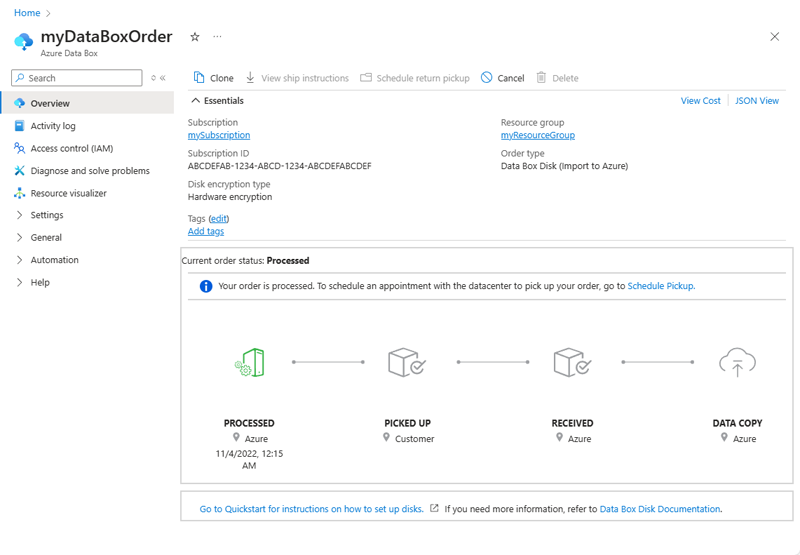 Home
myDataBoxOrder
Azure Data Box
Search
Overview
Activity log
Access control (IAM)
Diagnose and solve problems
Resource visualizer
Settings
General
Automation
Help
Clone View ship instructions Schedule return pickup Cancel Delete
Essentials View Cost JSON View
Subscription
mySubscription
Subscription ID
ABCDEFAB-1234-ABCD-1234-ABCDEFABCDEF
Disk encryption type
Hardware encryption
Resource group
myResourceGroup
Order type
Data Box Disk (Import to Azure)
Tags (edit)
Add tags
Current order status: Processed
Your order is processed. To schedule an appointment with the datacenter to pick up your order, go to Schedule Pickup.
PROCESSED
Azure
11/4/2022, 12:15
AM
PICKED UP
Customer
RECEIVED
Azure
DATA COPY
Azure
Go to Quickstart for instructions on how to set up disks. If you need more information, refer to Data Box Disk Documentation.